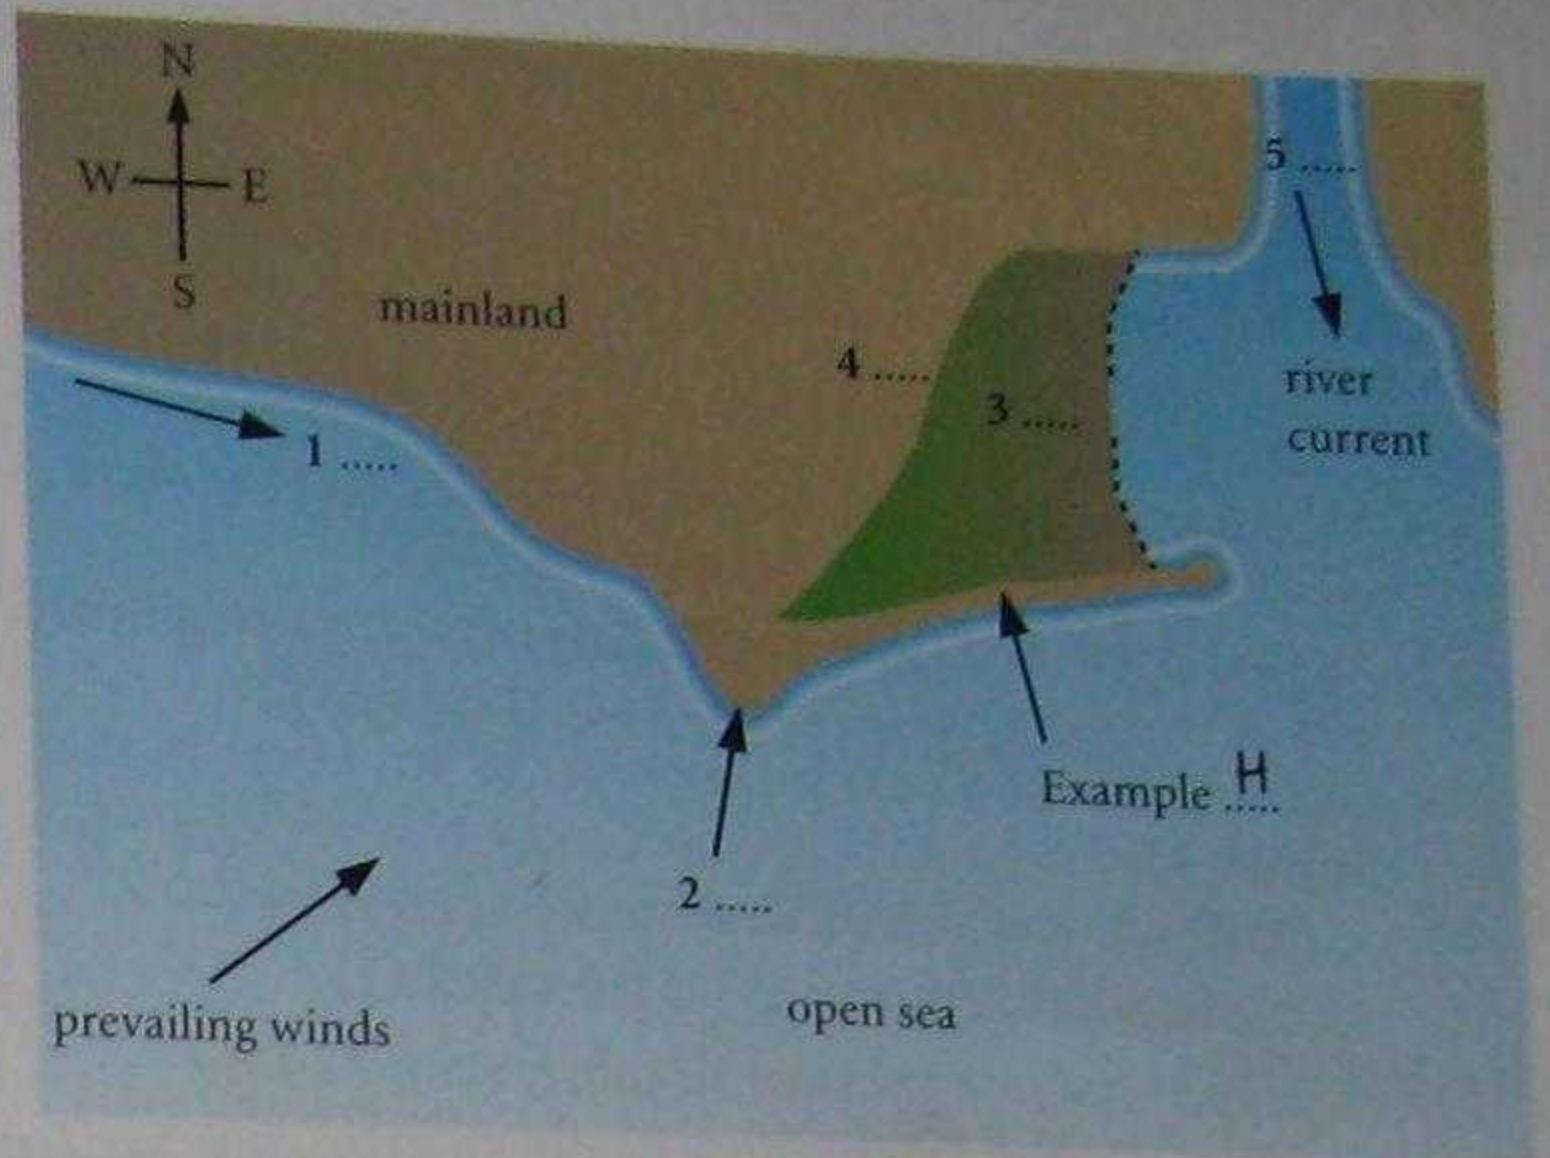 N
W E
S
mainland
5 .....
4 .....
3 .....
river
current
1 .....
Example H
2 .....
prevailing winds
open sea